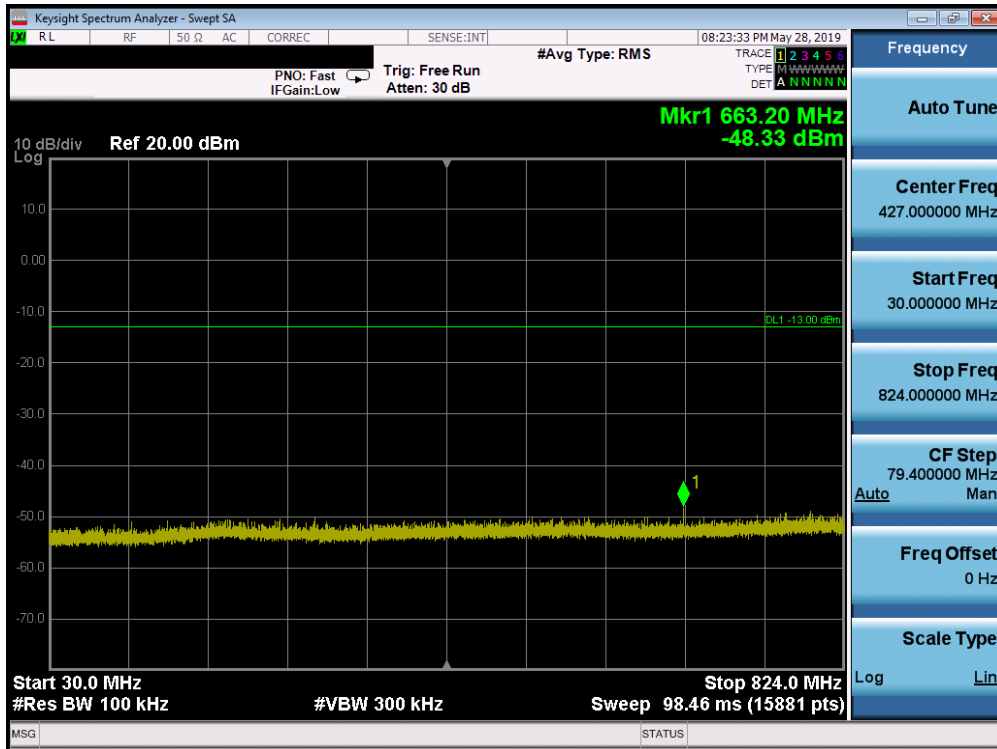 Keysight Spectrum Analyzer - Swept SA
LXI RL RF 50 Ω AC CORREC SENSE:INT 08:23:33 PM May 28, 2019
#Avg Type: RMS
TRACE 1 2 3 4 5 6
PNO: Fast Trig: Free Run
TYPE M WWWWW
IFGain:Low Atten: 30 dB
DET A N N N N N
Mkr1 663.20 MHz
-48.33 dBm
10 dB/div Ref 20.00 dBm
Log
10.0
0.00
-10.0
DL1 -13.00 dBm
-20.0
-30.0
-40.0
1
-50.0
-60.0
-70.0
Start 30.0 MHz Stop 824.0 MHz
#Res BW 100 kHz #VBW 300 kHz Sweep 98.46 ms (15881 pts)
MSG STATUS
Frequency
Auto Tune
Center Freq
427.000000 MHz
Start Freq
30.000000 MHz
Stop Freq
824.000000 MHz
CF Step
79.400000 MHz
Auto Man
Freq Offset
0 Hz
Scale Type
Log Lin